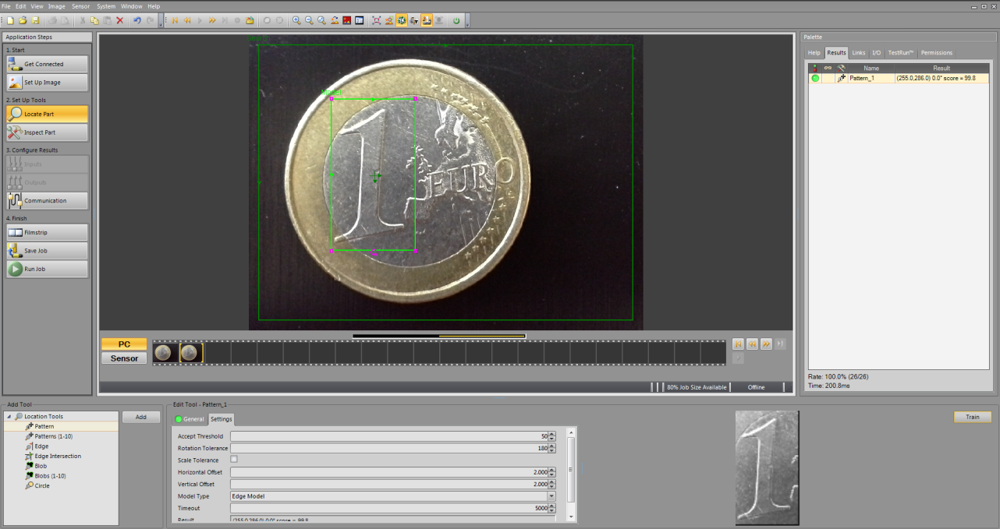 File Edit View Image Sensor System Window Help
Application Steps
1. Start
Get Connected
Set Up Image
2. Set Up Tools
Locate Part
Inspect Part
3. Configure Results
Inputs
Outputs
Communication
4. Finish
Filmstrip
Save Job
Run Job
1
EURO
PC
Sensor
80% Job Size Available
Offline
Palette
Help Results Links I/O TestRun™ Permissions
Name Result
Pattern_1 (255.0,286.0) 0.0° score = 99.8
Rate: 100.0% (26/26)
Time: 200.8ms
Add Tool
Location Tools
Pattern
Patterns (1-10)
Edge
Edge Intersection
Blob
Blobs (1-10)
Circle
Add
Edit Tool - Pattern_1
General Settings
Accept Threshold 50
Rotation Tolerance 180
Scale Tolerance
Horizontal Offset 2.000
Vertical Offset 2.000
Model Type Edge Model
Timeout 5000
Result (255.0,286.0) 0.0° score = 99.8
1
Train